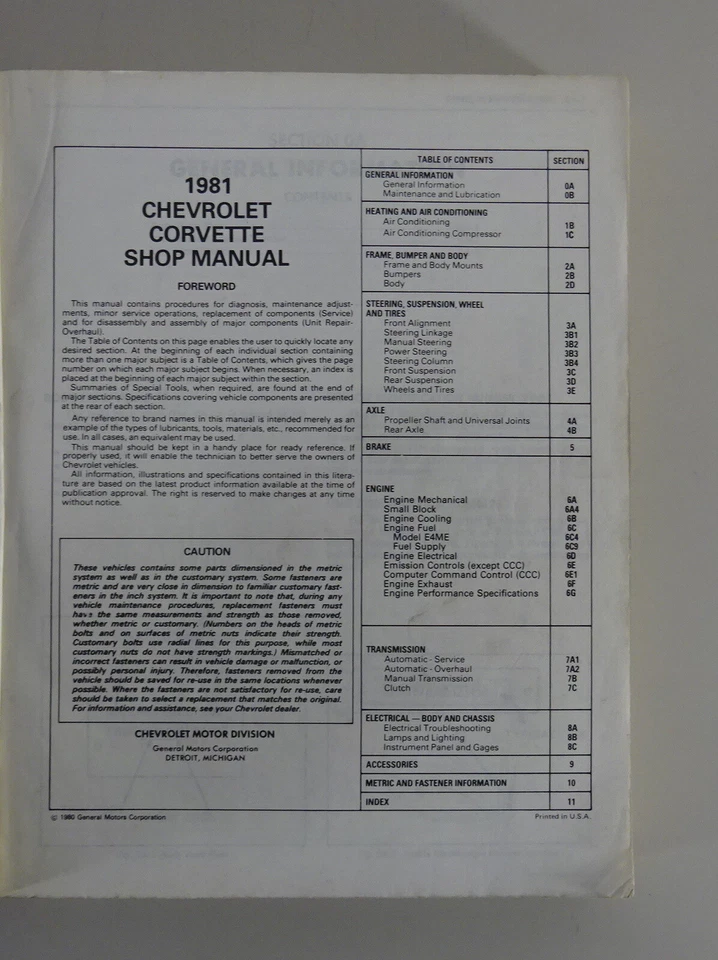 1981
CHEVROLET
CORVETTE
SHOP MANUAL
FOREWORD
This manual contains procedures for diagnosis, maintenance adjust-
ments, minor service operations, replacement of components (Service)
and for disassembly and assembly of major components (Unit Repair-
Overhaul).
The Table of Contents on this page enables the user to quickly locate any
desired section. At the beginning of each individual section containing
more than one major subject is a Table of Contents, which gives the page
number on which each major subject begins. When necessary, an index is
placed at the beginning of each major subject within the section.
Summaries of Special Tools, when required, are found at the end of
major sections. Specifications covering vehicle components are presented
at the rear of each section.
Any reference to brand names in this manual is intended merely as an
example of the types of lubricants, tools, materials, etc., recommended for
use. In all cases, an equivalent may be used.
This manual should be kept in a handy place for ready reference. If
properly used, it will enable the technician to better serve the owners of
Chevrolet vehicles.
All information, illustrations and specifications contained in this litera-
ture are based on the latest product information available at the time of
publication approval. The right is reserved to make changes at any time
without notice.
CAUTION
These vehicles contain some parts dimensioned in the metric
system as well as in the customary system. Some fasteners are
metric and are very close in dimension to familiar customary fast-
eners in the inch system. It is important to note that, during any
vehicle maintenance procedures, replacement fasteners must
have the same measurements and strength as those removed,
whether metric or customary. (Numbers on the heads of metric
bolts and on surfaces of metric nuts indicate their strength.
Customary bolts use radial lines for this purpose, while most
customary nuts do not have strength markings.) Mismatched or
incorrect fasteners can result in vehicle damage or malfunction, or
possibly personal injury. Therefore, fasteners removed from the
vehicle should be saved for re-use in the same locations whenever
possible. Where the fasteners are not satisfactory for re-use, care
should be taken to select a replacement that matches the original.
For information and assistance, see your Chevrolet dealer.
CHEVROLET MOTOR DIVISION
General Motors Corporation
DETROIT, MICHIGAN
© 1980 General Motors Corporation
TABLE OF CONTENTS SECTION
GENERAL INFORMATION
General Information 0A
Maintenance and Lubrication 0B
HEATING AND AIR CONDITIONING
Air Conditioning 1B
Air Conditioning Compressor 1C
FRAME, BUMPER AND BODY
Frame and Body Mounts 2A
Bumpers 2B
Body 2D
STEERING, SUSPENSION, WHEEL
AND TIRES
Front Alignment 3A
Steering Linkage 3B1
Manual Steering 3B2
Power Steering 3B3
Steering Column 3B4
Front Suspension 3C
Rear Suspension 3D
Wheels and Tires 3E
AXLE
Propeller Shaft and Universal Joints 4A
Rear Axle 4B
BRAKE 5
ENGINE
Engine Mechanical 6A
Small Block 6A4
Engine Cooling 6B
Engine Fuel 6C
Model E4ME 6C4
Fuel Supply 6C9
Engine Electrical 6D
Emission Controls (except CCC) 6E
Computer Command Control (CCC) 6E1
Engine Exhaust 6F
Engine Performance Specifications 6G
TRANSMISSION
Automatic - Service 7A1
Automatic - Overhaul 7A2
Manual Transmission 7B
Clutch 7C
ELECTRICAL — BODY AND CHASSIS
Electrical Troubleshooting 8A
Lamps and Lighting 8B
Instrument Panel and Gages 8C
ACCESSORIES 9
METRIC AND FASTENER INFORMATION 10
INDEX 11
Printed in U.S.A.